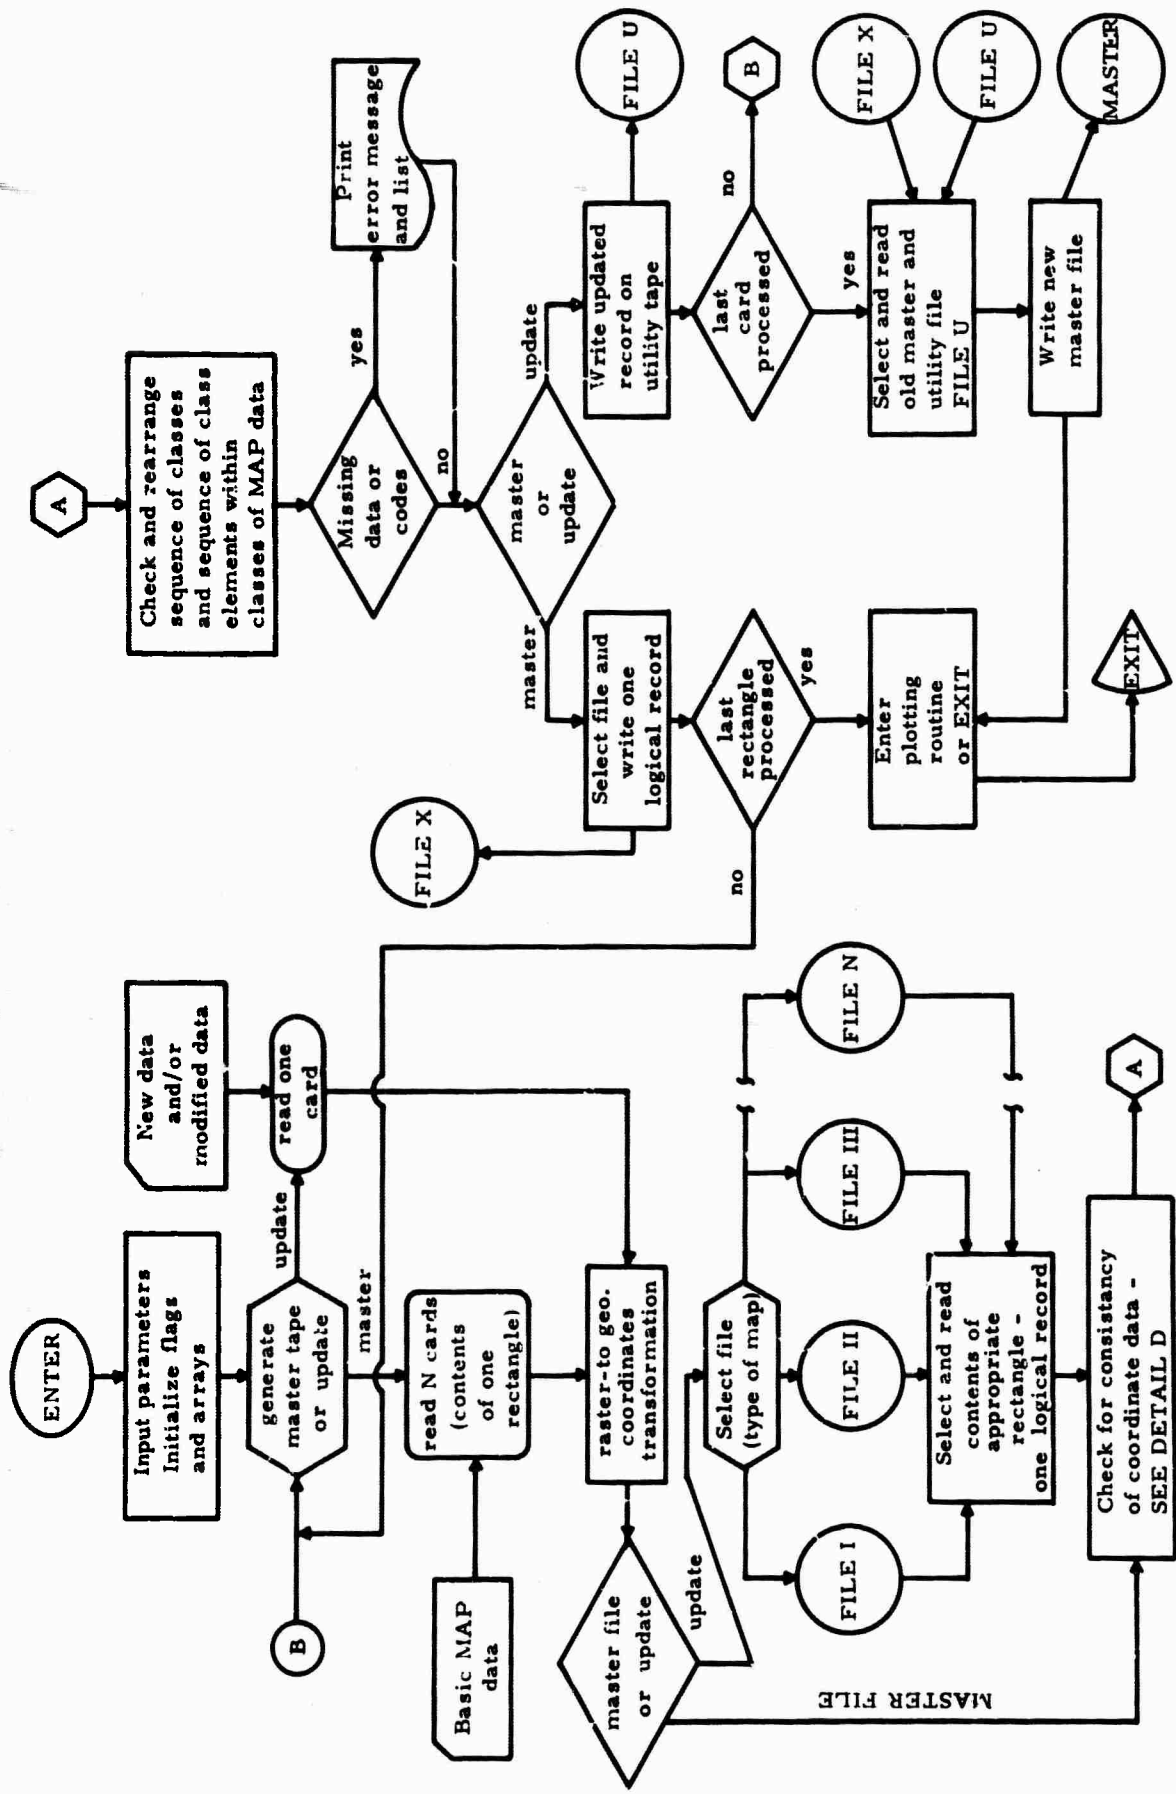 ENTER
Input parameters
Initialize flags
and arrays
generate
master tape
or update
update
master
B
New data
and/or
modified data
read one
card
read N cards
(contents
of one
rectangle)
Basic MAP
data
raster-to geo.
coordinates
transformation
master file
or update
update
MASTER FILE
Select file
(type of map)
FILE I
FILE II
FILE III
FILE N
Select and read
contents of
appropriate
rectangle -
one logical record
Check for consistancy
of coordinate data -
SEE DETAIL D
A
A
Check and rearrange
sequence of classes
and sequence of class
elements within
classes of MAP data
Missing
data or
codes
yes
no
Print
error message
and list
master
or
update
master
update
Select file and
write one
logical record
FILE X
last
rectangle
processed
no
yes
Enter
plotting
routine
or EXIT
EXIT
Write updated
record on
utility tape
FILE U
last
card
processed
no
B
yes
Select and read
old master and
utility file
FILE U
FILE X
FILE U
Write new
master file
MASTER